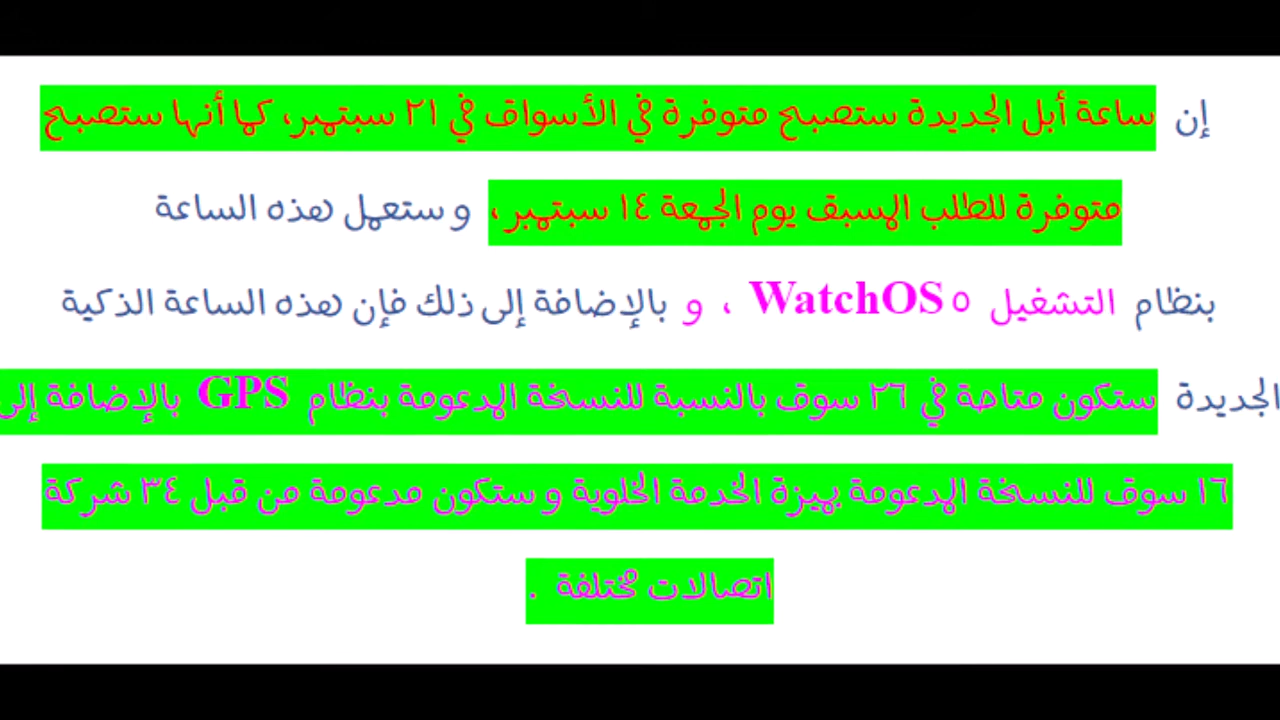 إن ساعة أبل الجديدة ستصبح متوفرة في الأسواق في ٢١ سبتمبر، كما أنها ستصبح
متوفرة للطلب المسبق يوم الجمعة ١٤ سبتمبر، و ستعمل هذه الساعة
بنظام التشغيل WatchOS ٥ ، و بالإضافة إلى ذلك فإن هذه الساعة الذكية
الجديدة ستكون متاحة في ٢٦ سوق بالنسبة للنسخة المدعومة بنظام GPS بالإضافة إلى
١٦ سوق للنسخة المدعومة بميزة الخدمة الخلوية و ستكون مدعومة من قبل ٣٤ شركة
اتصالات مختلفة .